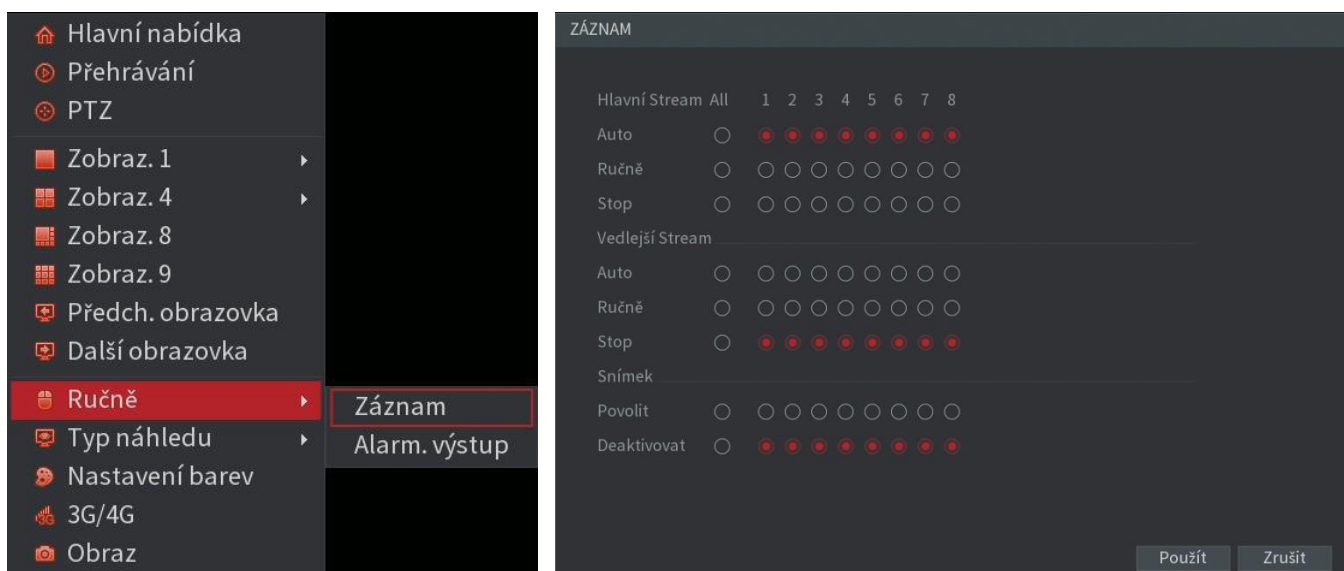 Hlavní nabídka
Přehrávání
PTZ
Zobraz. 1
Zobraz. 4
Zobraz. 8
Zobraz. 9
Předch. obrazovka
Další obrazovka
Ručně
Záznam
Typ náhledu
Alarm. výstup
Nastavení barev
3G/4G
Obraz
ZÁZNAM
Hlavní Stream All 1 2 3 4 5 6 7 8
Auto
Ručně
Stop
Vedlejší Stream
Auto
Ručně
Stop
Snímek
Povolit
Deaktivovat
Použít Zrušit